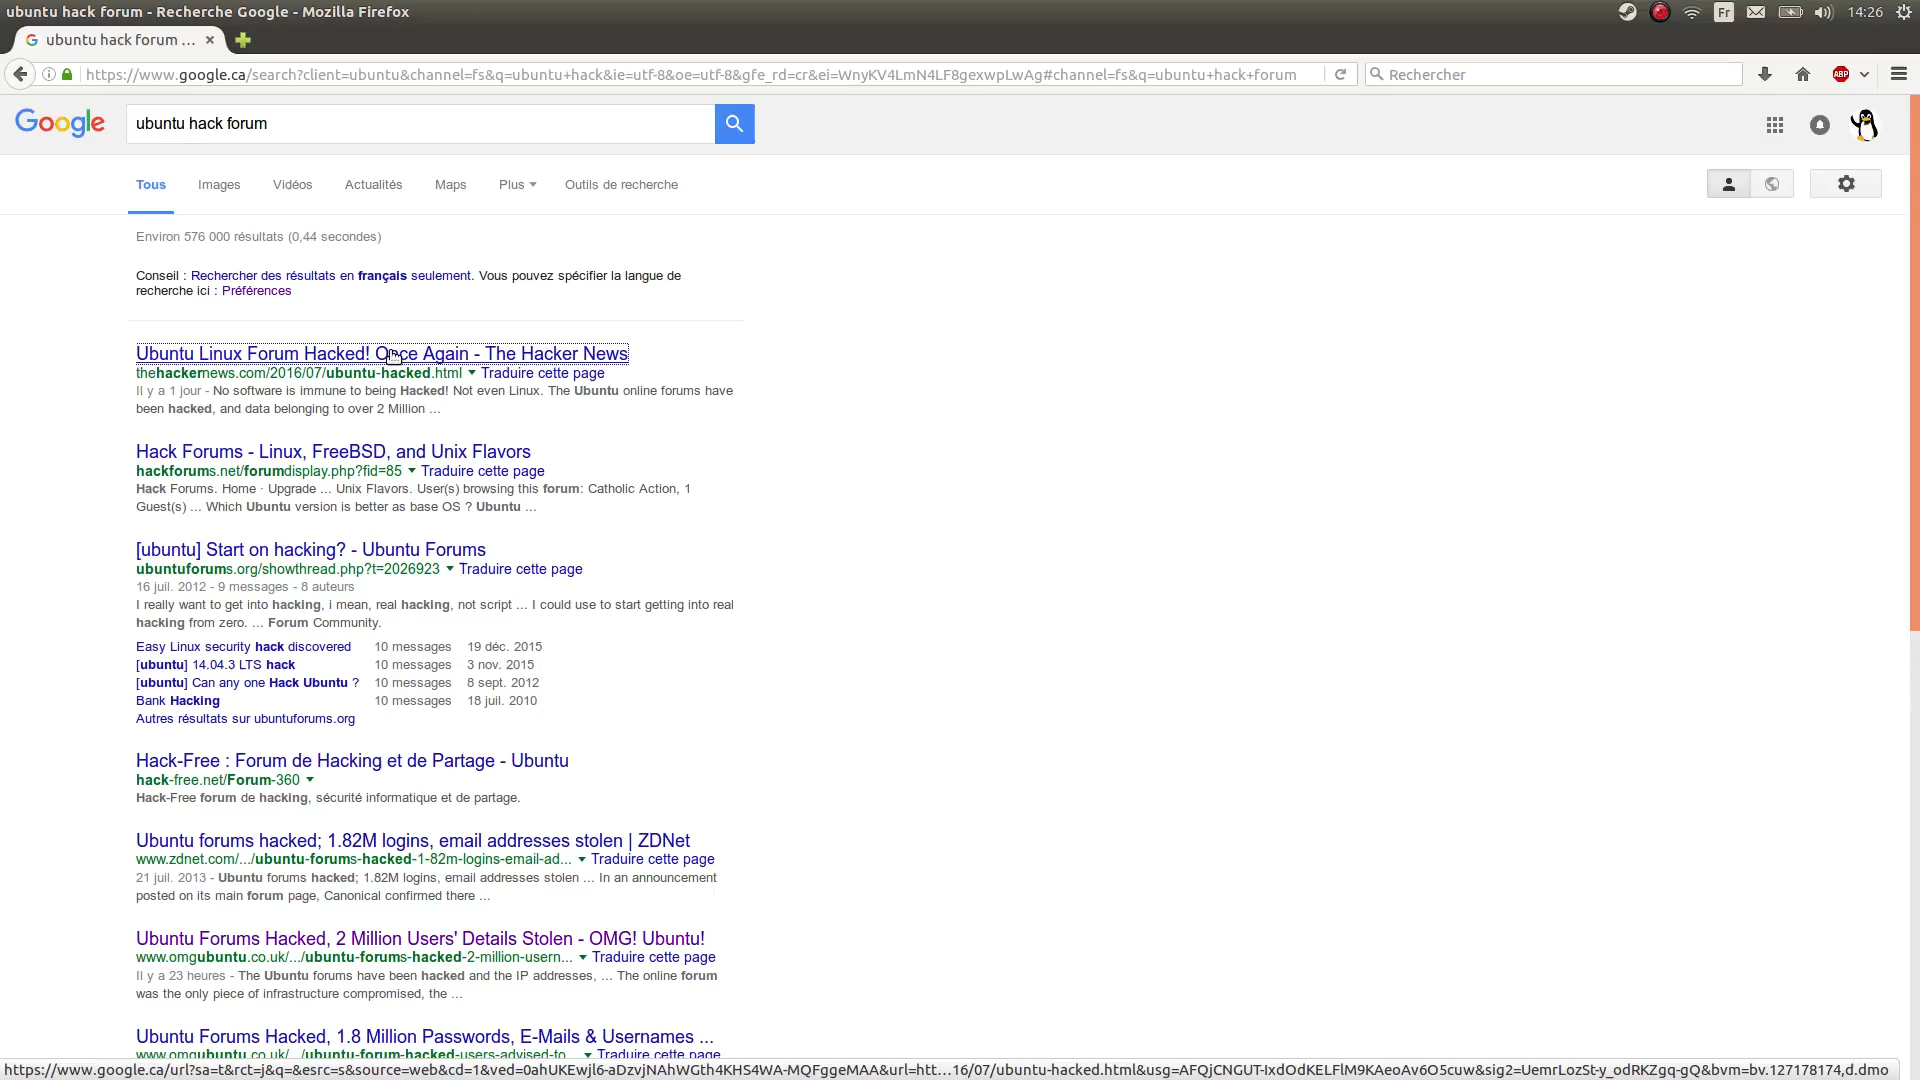 ubuntu hack forum - Recherche Google - Mozilla Firefox
Fr
14:26
ubuntu hack forum ...
https://www.google.ca/search?client=ubuntu&channel=fs&q=ubuntu+hack&ie=utf-8&oe=utf-8&gfe_rd=cr&ei=WnyKV4LmN4LF8gexwpLwAg#channel=fs&q=ubuntu+hack+forum
Rechercher
ABP
Google
ubuntu hack forum
Tous Images Vidéos Actualités Maps Plus Outils de recherche
Environ 576 000 résultats (0,44 secondes)
Conseil : Rechercher des résultats en français seulement. Vous pouvez spécifier la langue de
recherche ici : Préférences
Ubuntu Linux Forum Hacked! Once Again - The Hacker News
thehackernews.com/2016/07/ubuntu-hacked.html Traduire cette page
Il y a 1 jour - No software is immune to being Hacked! Not even Linux. The Ubuntu online forums have
been hacked, and data belonging to over 2 Million ...
Hack Forums - Linux, FreeBSD, and Unix Flavors
hackforums.net/forumdisplay.php?fid=85 Traduire cette page
Hack Forums. Home · Upgrade ... Unix Flavors. User(s) browsing this forum: Catholic Action, 1
Guest(s) ... Which Ubuntu version is better as base OS ? Ubuntu ...
[ubuntu] Start on hacking? - Ubuntu Forums
ubuntuforums.org/showthread.php?t=2026923 Traduire cette page
16 juil. 2012 - 9 messages - 8 auteurs
I really want to get into hacking, i mean, real hacking, not script ... I could use to start getting into real
hacking from zero. ... Forum Community.
Easy Linux security hack discovered 10 messages 19 déc. 2015
[ubuntu] 14.04.3 LTS hack 10 messages 3 nov. 2015
[ubuntu] Can any one Hack Ubuntu ? 10 messages 8 sept. 2012
Bank Hacking 10 messages 18 juil. 2010
Autres résultats sur ubuntuforums.org
Hack-Free : Forum de Hacking et de Partage - Ubuntu
hack-free.net/Forum-360
Hack-Free forum de hacking, sécurité informatique et de partage.
Ubuntu forums hacked; 1.82M logins, email addresses stolen | ZDNet
www.zdnet.com/.../ubuntu-forums-hacked-1-82m-logins-email-ad... Traduire cette page
21 juil. 2013 - Ubuntu forums hacked; 1.82M logins, email addresses stolen ... In an announcement
posted on its main forum page, Canonical confirmed there ...
Ubuntu Forums Hacked, 2 Million Users' Details Stolen - OMG! Ubuntu!
www.omgubuntu.co.uk/.../ubuntu-forums-hacked-2-million-usern... Traduire cette page
Il y a 23 heures - The Ubuntu forums have been hacked and the IP addresses, ... The online forum
was the only piece of infrastructure compromised, the ...
Ubuntu Forums Hacked, 1.8 Million Passwords, E-Mails & Usernames ...
www.omgubuntu.co.uk/.../ubuntu-forum-hacked-users-advised-to... Traduire cette page
https://www.google.ca/url?sa=t&rct=j&q=&esrc=s&source=web&cd=1&ved=0ahUKEwjl6-aDzvjNAhWGth4KHS4WA-MQFggeMAA&url=htt...16/07/ubuntu-hacked.html&usg=AFQjCNGUT-IxdOdKELFlM9KAeoAv6O5cuw&sig2=UemrLozSt-y_odRKZgq-gQ&bvm=bv.127178174,d.dmo